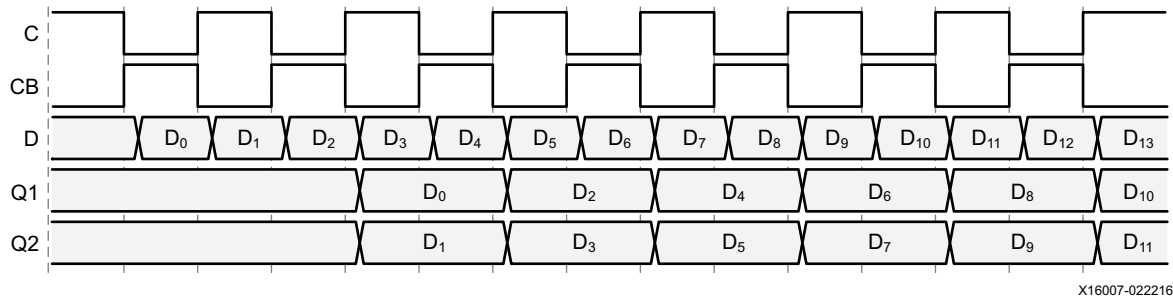 C
CB
D D₀ D₁ D₂ D₃ D₄ D₅ D₆ D₇ D₈ D₉ D₁₀ D₁₁ D₁₂ D₁₃
Q1 D₀ D₂ D₄ D₆ D₈ D₁₀
Q2 D₁ D₃ D₅ D₇ D₉ D₁₁
X16007-022216